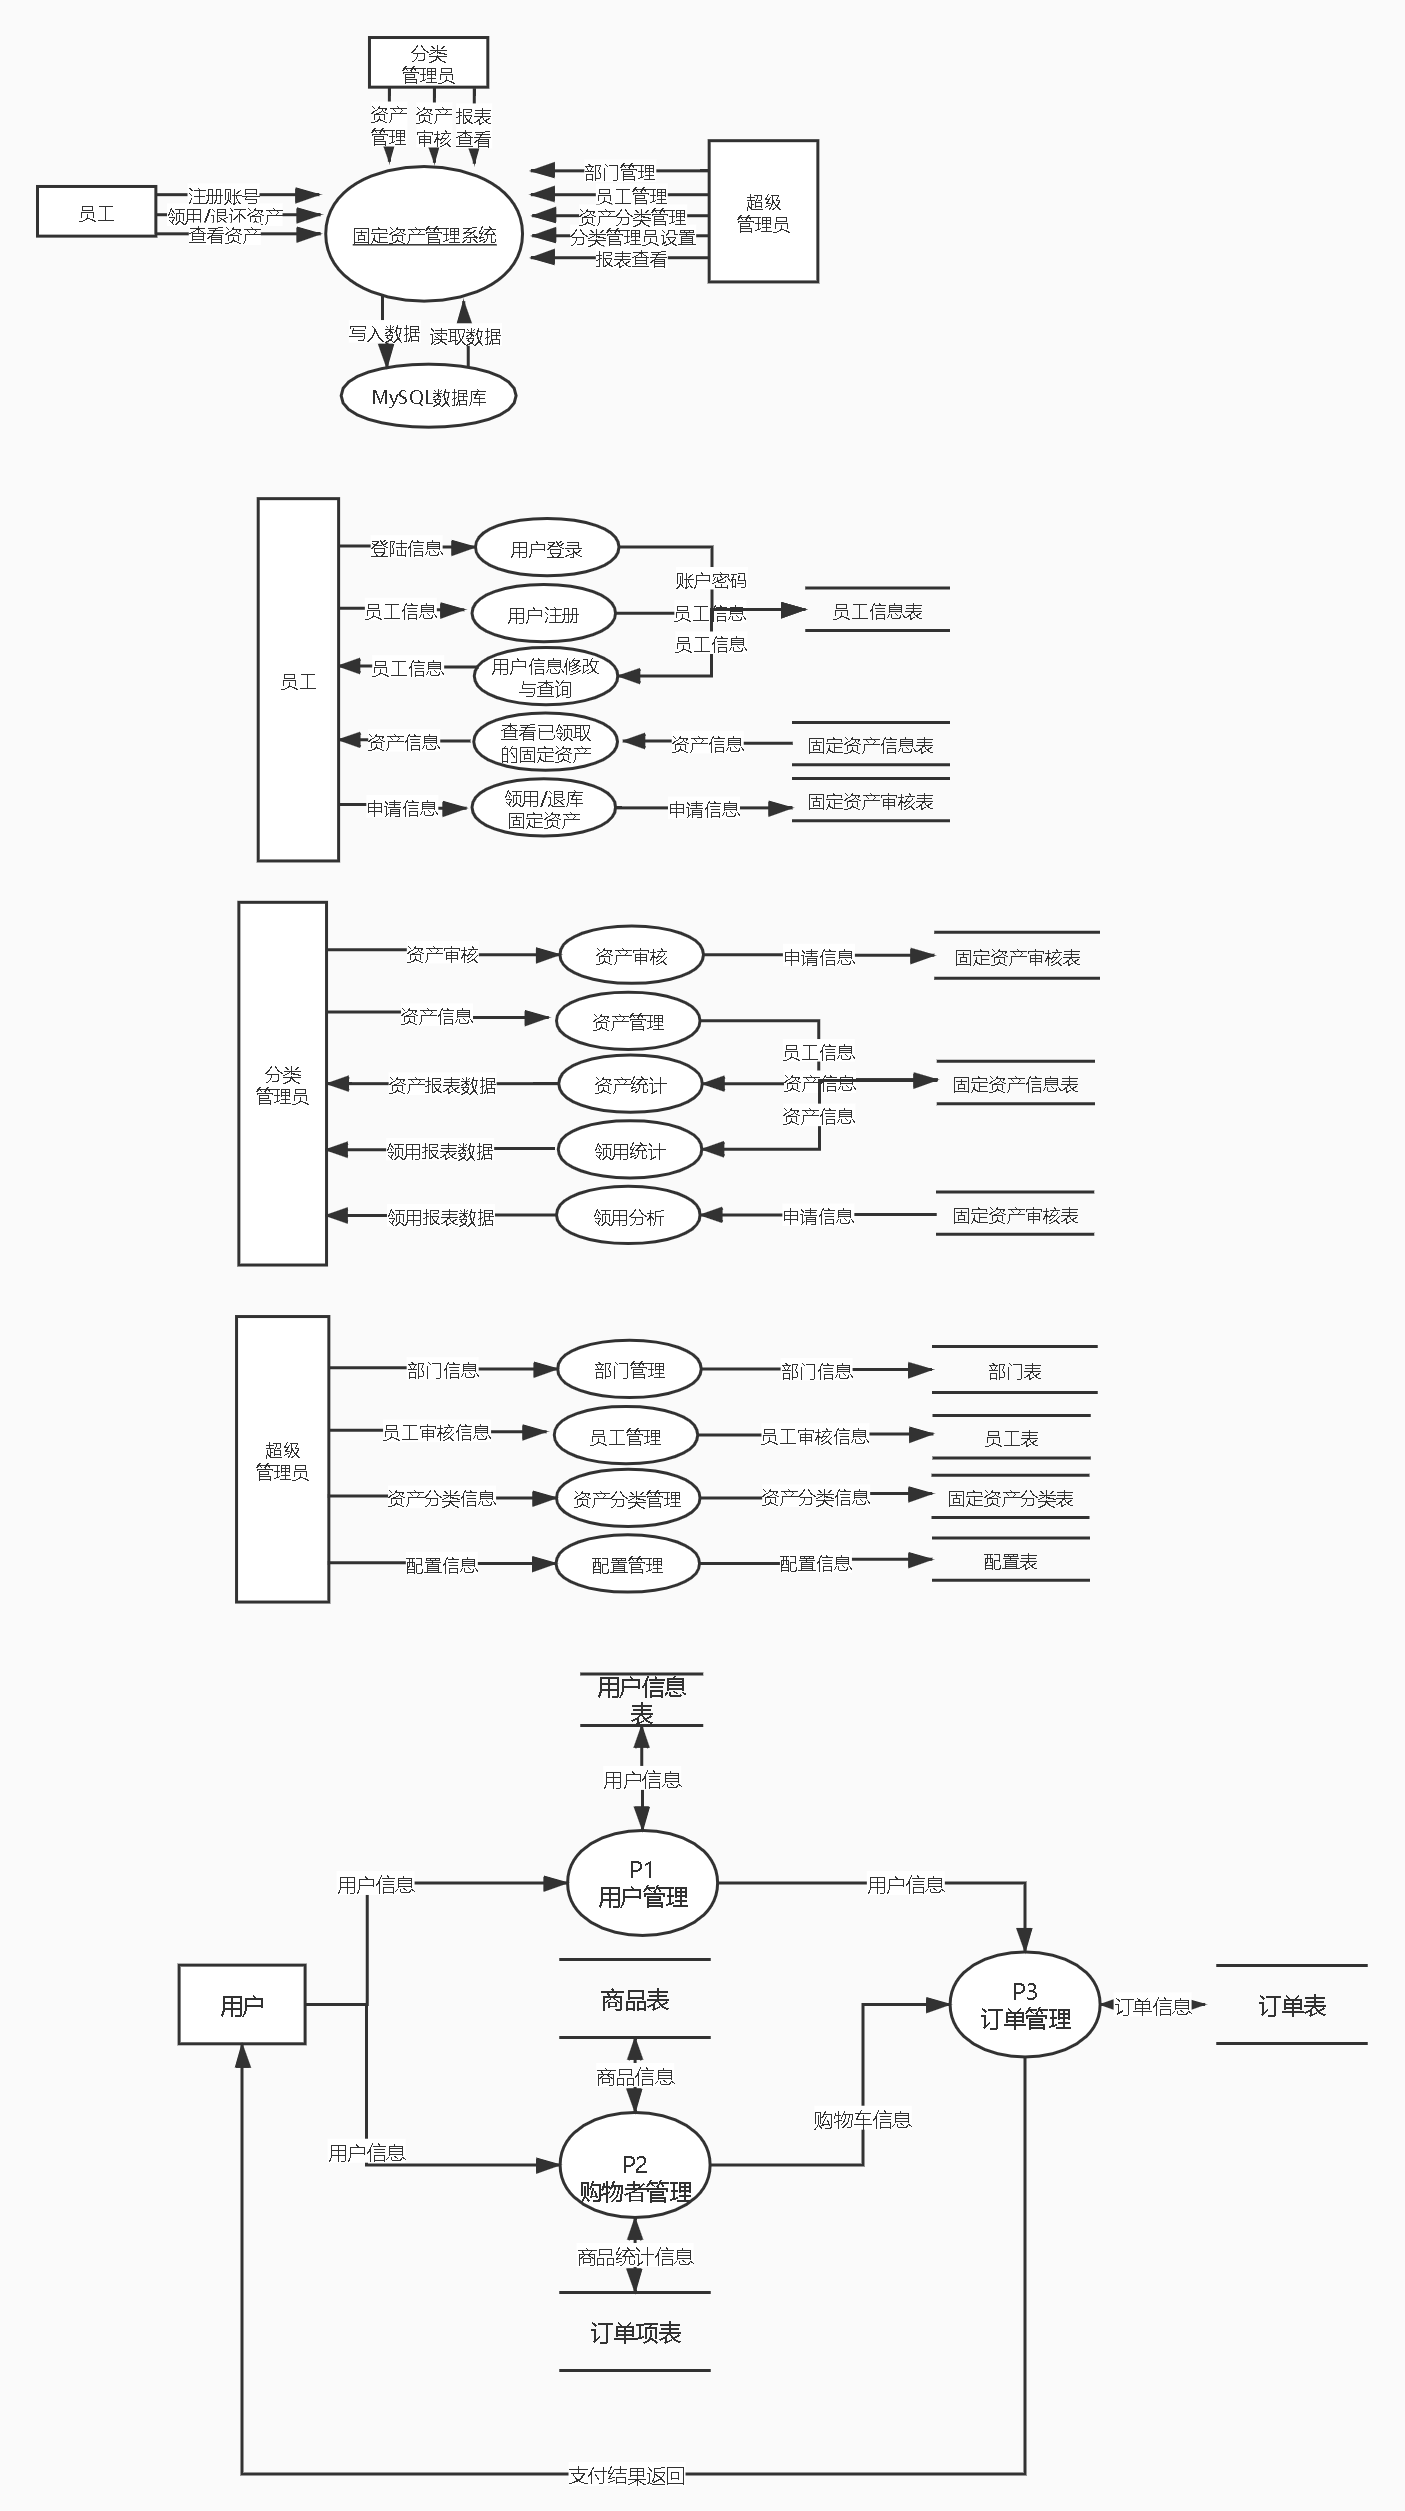 分类
管理员
资产
管理
资产
审核
报表
查看
员工
注册账号
领用/退还资产
查看资产
固定资产管理系统
部门管理
员工管理
资产分类管理
分类管理员设置
报表查看
超级
管理员
写入数据
读取数据
MySQL数据库
员工
登陆信息
用户登录
账户密码
员工信息
用户注册
员工信息
员工信息表
员工信息
用户信息修改
与查询
员工信息
资产信息
查看已领取
的固定资产
资产信息
固定资产信息表
申请信息
领用/退库
固定资产
申请信息
固定资产审核表
分类
管理员
资产审核
资产审核
申请信息
固定资产审核表
资产信息
资产管理
员工信息
资产报表数据
资产统计
资产信息
固定资产信息表
领用报表数据
领用统计
资产信息
领用报表数据
领用分析
申请信息
固定资产审核表
超级
管理员
部门信息
部门管理
部门信息
部门表
员工审核信息
员工管理
员工审核信息
员工表
资产分类信息
资产分类管理
资产分类信息
固定资产分类表
配置信息
配置管理
配置信息
配置表
用户信息
表
用户信息
用户信息
P1
用户管理
用户信息
用户
商品表
P3
订单管理
订单信息
订单表
商品信息
购物车信息
用户信息
P2
购物者管理
商品统计信息
订单项表
支付结果返回